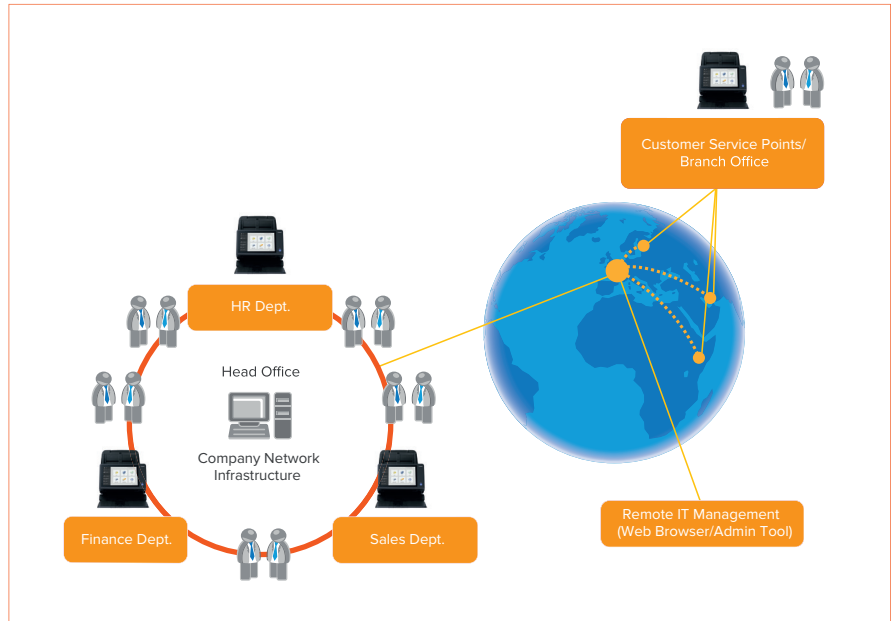 Customer Service Points/
Branch Office
HR Dept.
Head Office
Company Network
Infrastructure
Finance Dept.
Sales Dept.
Remote IT Management
(Web Browser/Admin Tool)